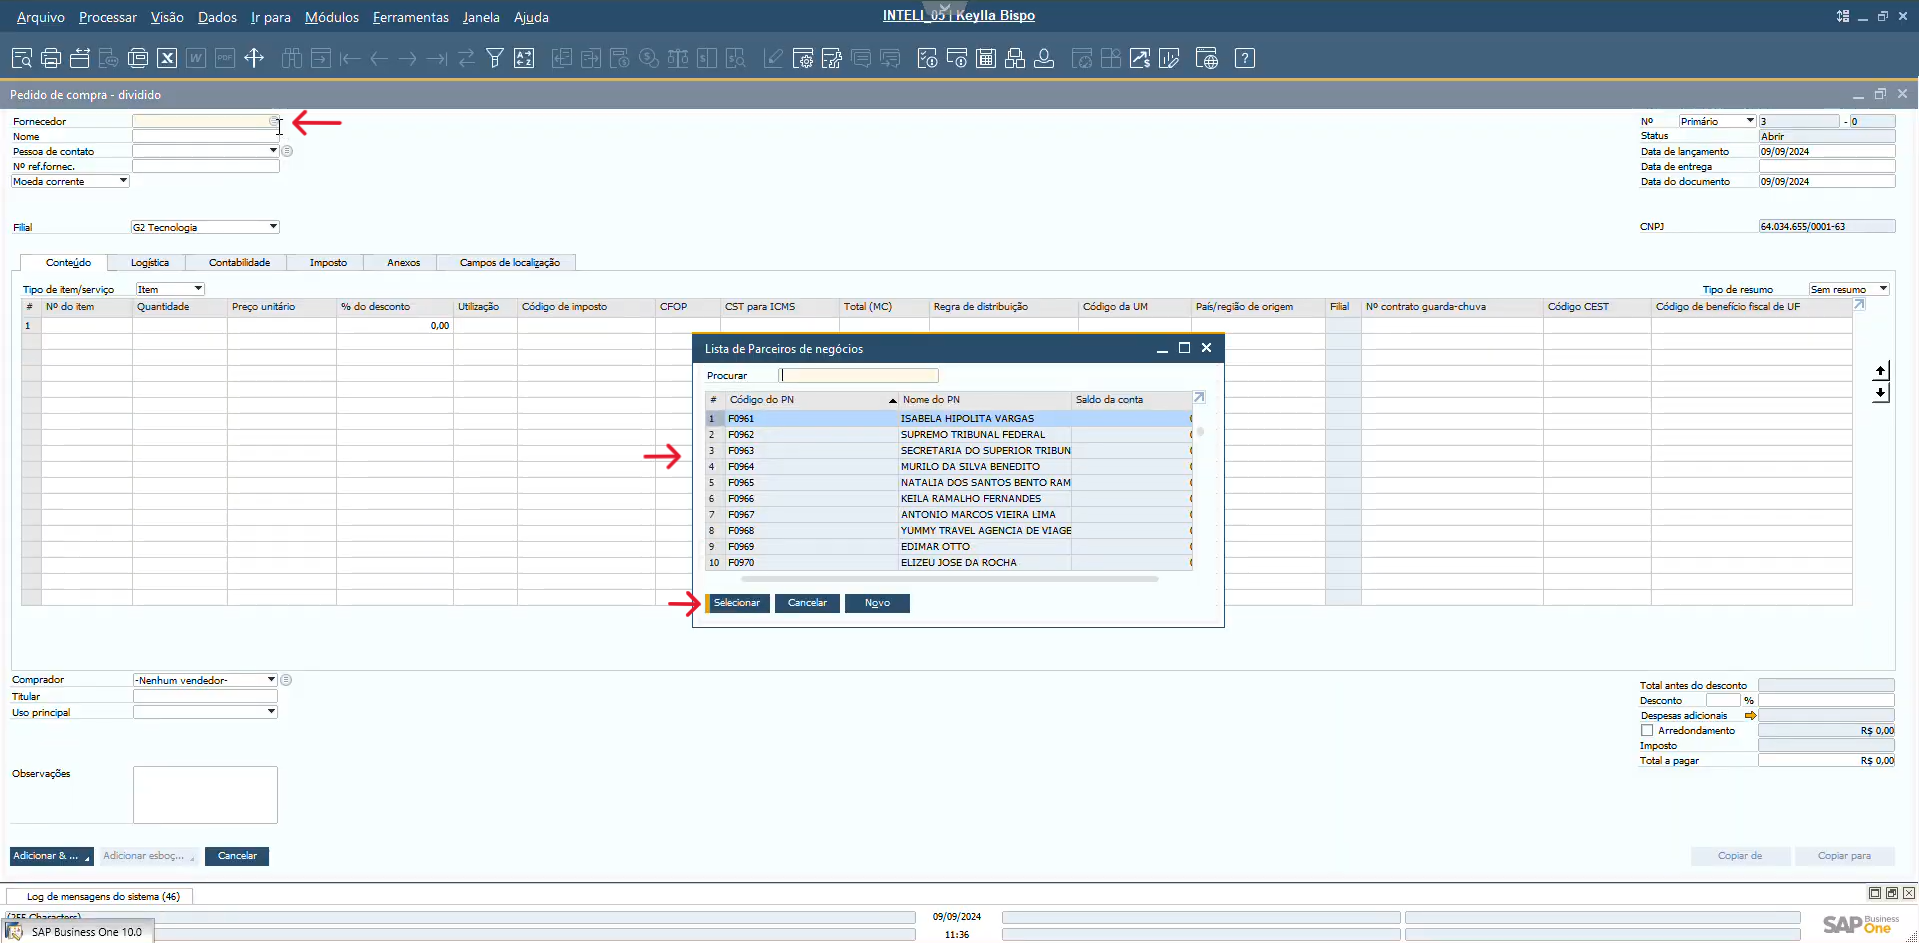 Arquivo Processar Visão Dados Ir para Módulos Ferramentas Janela Ajuda
INTELI_05 | Keylla Bispo
Pedido de compra - dividido
Fornecedor
Nome
Pessoa de contato
Nº ref.fornec.
Moeda corrente
Filial G2 Tecnologia
Nº Primário 3 - 0
Status Abrir
Data de lançamento 09/09/2024
Data de entrega
Data do documento 09/09/2024
CNPJ 64.034.655/0001-63
Conteúdo Logística Contabilidade Imposto Anexos Campos de localização
Tipo de item/serviço Item
Tipo de resumo Sem resumo
# Nº do item Quantidade Preço unitário % do desconto Utilização Código de imposto CFOP CST para ICMS Total (MC) Regra de distribuição Código da UM País/região de origem Filial Nº contrato guarda-chuva Código CEST Código de benefício fiscal de UF
1 0,00
Lista de Parceiros de negócios
Procurar
# Código do PN Nome do PN Saldo da conta
1 F0961 ISABELA HIPOLITA VARGAS
2 F0962 SUPREMO TRIBUNAL FEDERAL
3 F0963 SECRETARIA DO SUPERIOR TRIBUN
4 F0964 MURILO DA SILVA BENEDITO
5 F0965 NATALIA DOS SANTOS BENTO RAM
6 F0966 KEILA RAMALHO FERNANDES
7 F0967 ANTONIO MARCOS VIEIRA LIMA
8 F0968 YUMMY TRAVEL AGENCIA DE VIAGE
9 F0969 EDIMAR OTTO
10 F0970 ELIZEU JOSE DA ROCHA
Selecionar Cancelar Novo
Comprador -Nenhum vendedor-
Titular
Uso principal
Observações
Total antes do desconto
Desconto %
Despesas adicionais
Arredondamento R$ 0,00
Imposto
Total a pagar R$ 0,00
Adicionar & ... Adicionar esboç... Cancelar
Copiar de Copiar para
Log de mensagens do sistema (46)
(255 Characters)
09/09/2024
11:36
SAP Business One 10.0
SAP Business One